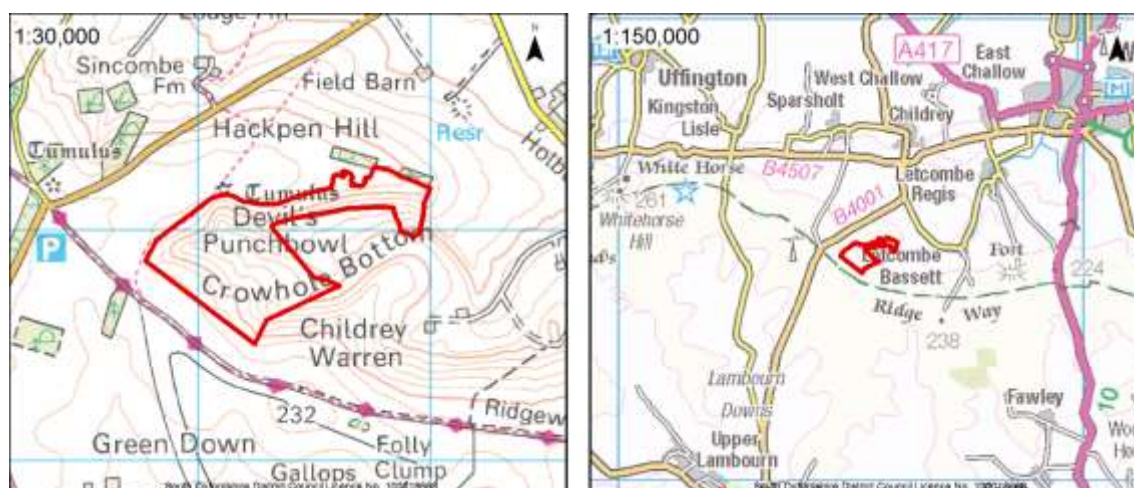 1:30,000
N
Sincombe
Fm
Field Barn
Hackpen Hill
Resr
Tumulus
Tumulus
Devil's
Punchbowl
Crowhole Bottom
P
Childrey
Warren
232
Ridgew
Green Down
Folly
Clump
Gallops
1:150,000
N
A417
East
Challow
Uffington
West Challow
Kingston
Lisle
Sparsholt
Childrey
M
White Horse
B4507
Letcombe
Regis
261
Whitehorse
Hill
B4001
Fort
Letcombe
Bassett
224
Ridge Way
238
Lambourn
Downs
Fawley
10
Upper
Lambourn